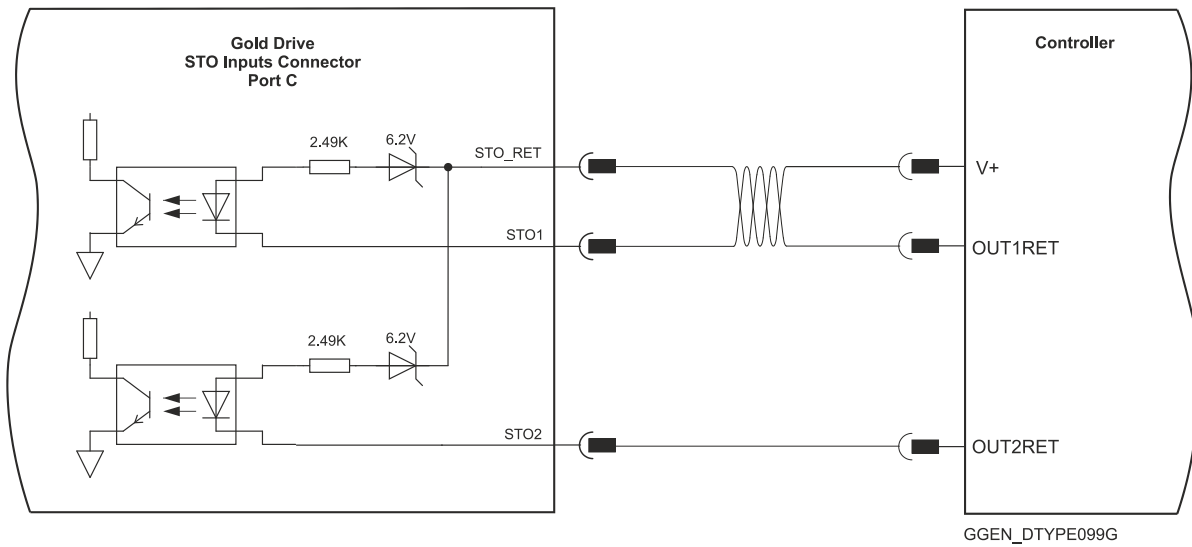 Gold Drive
STO Inputs Connector
Port C
Controller
2.49K
6.2V
STO_RET
V+
STO1
OUT1RET
2.49K
6.2V
STO2
OUT2RET
GGEN_DTYPE099G